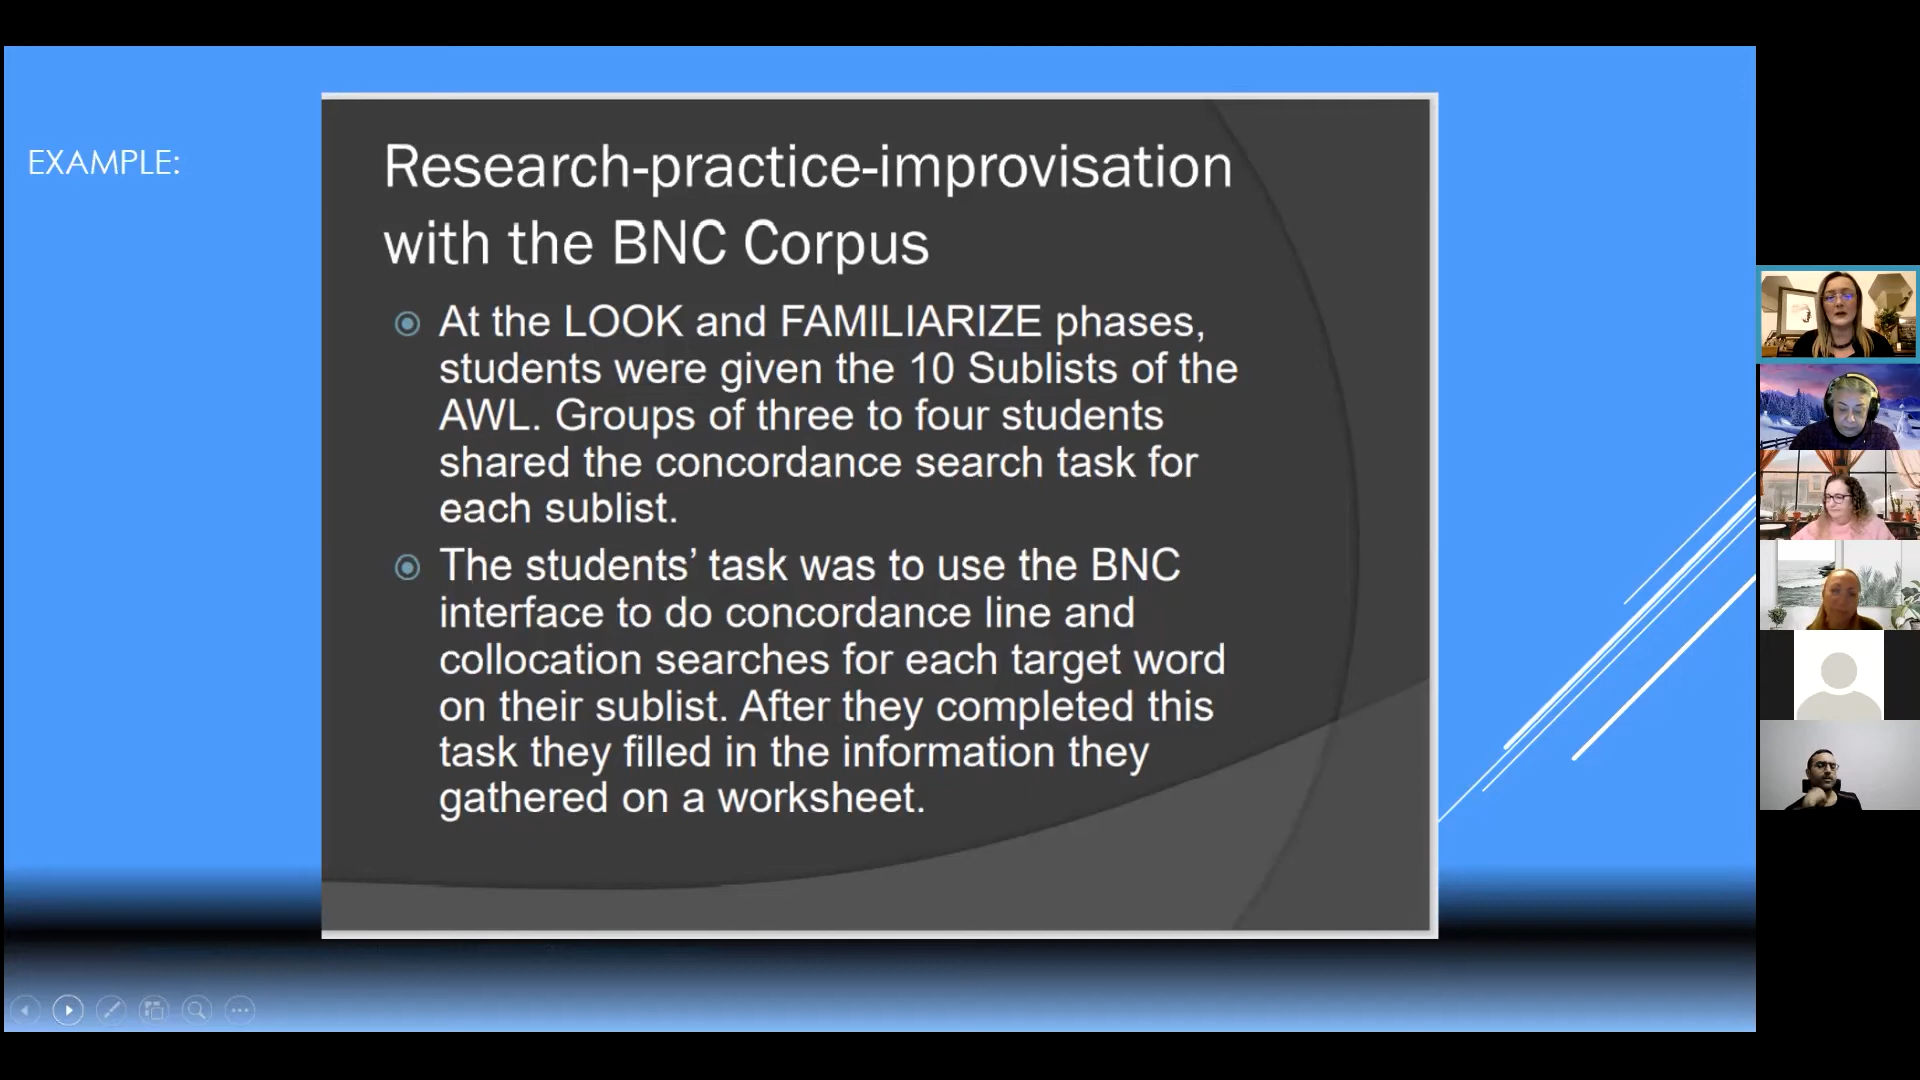 EXAMPLE:
Research-practice-improvisation
with the BNC Corpus
At the LOOK and FAMILIARIZE phases,
students were given the 10 Sublists of the
AWL. Groups of three to four students
shared the concordance search task for
each sublist.
The students’ task was to use the BNC
interface to do concordance line and
collocation searches for each target word
on their sublist. After they completed this
task they filled in the information they
gathered on a worksheet.